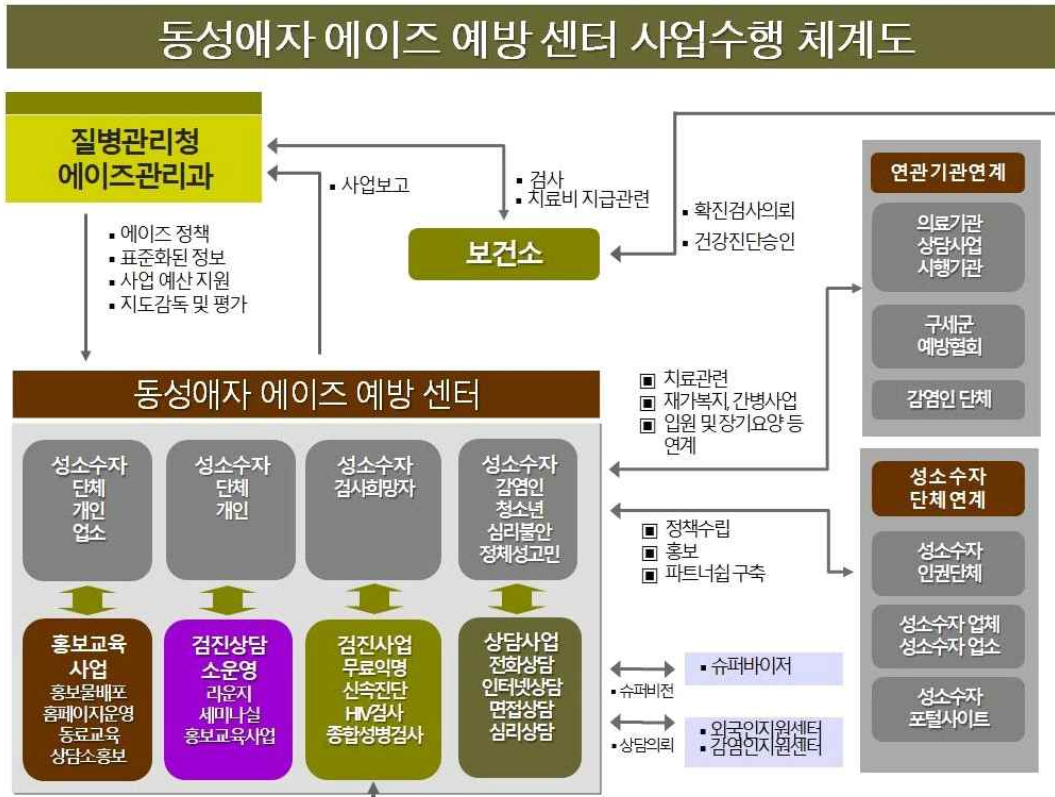 동성애자 에이즈 예방 센터 사업수행 체계도
질병관리청
에이즈관리과
▪ 사업보고
▪ 검사
▪ 치료비 지급관련
보건소
▪ 확진검사의뢰
▪ 건강진단승인
▪ 에이즈 정책
▪ 표준화된 정보
▪ 사업 예산 지원
▪ 지도감독 및 평가
연관기관연계
의료기관
상담사업
시행기관
구세군
예방협회
감염인 단체
동성애자 에이즈 예방 센터
▣ 치료관련
▣ 재가복지, 간병사업
▣ 입원 및 장기요양 등
연계
성소수자
단체
개인
업소
성소수자
단체
개인
성소수자
검사희망자
성소수자
감염인
청소년
심리불안
정체성고민
▣ 정책수립
▣ 홍보
▣ 파트너쉽 구축
성소수자
단체연계
성소수자
인권단체
성소수자 업체
성소수자 업소
성소수자
포털사이트
홍보교육
사업
홍보물배포
홈페이지운영
동료교육
상담소홍보
검진상담
소운영
라운지
세미나실
홍보교육사업
검진사업
무료익명
신속진단
HIV검사
종합성병검사
상담사업
전화상담
인터넷상담
면접상담
심리상담
▪ 슈퍼비전
▪ 슈퍼바이저
▪ 상담의뢰
▪ 외국인지원센터
▪ 감염인지원센터